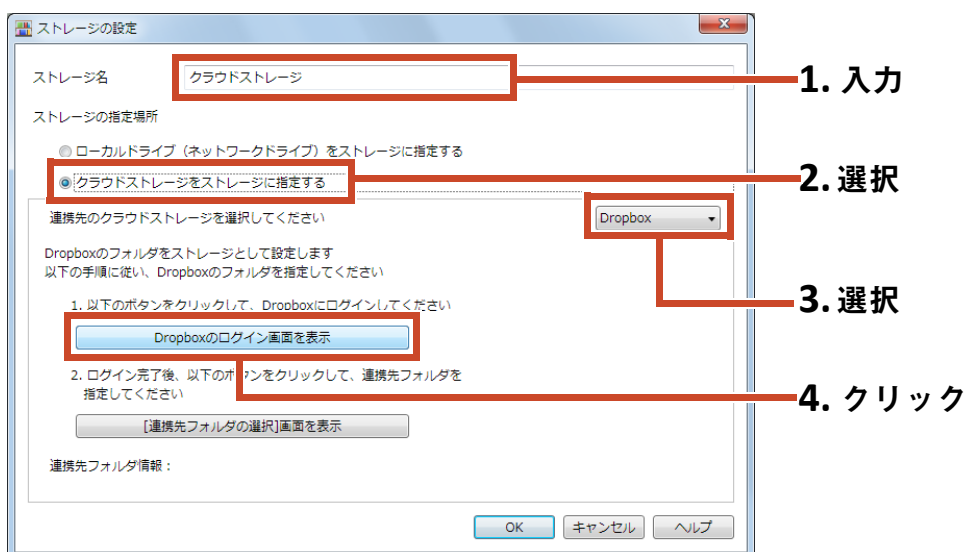 ストレージの設定
ストレージ名
クラウドストレージ
1. 入力
ストレージの指定場所
ローカルドライブ（ネットワークドライブ）をストレージに指定する
クラウドストレージをストレージに指定する
2. 選択
連携先のクラウドストレージを選択してください
Dropbox
Dropboxのフォルダをストレージとして設定します
以下の手順に従い、Dropboxのフォルダを指定してください
3. 選択
1. 以下のボタンをクリックして、Dropboxにログインしてください
Dropboxのログイン画面を表示
2. ログイン完了後、以下のボタンをクリックして、連携先フォルダを
指定してください
4. クリック
[連携先フォルダの選択]画面を表示
連携先フォルダ情報：
OK
キャンセル
ヘルプ